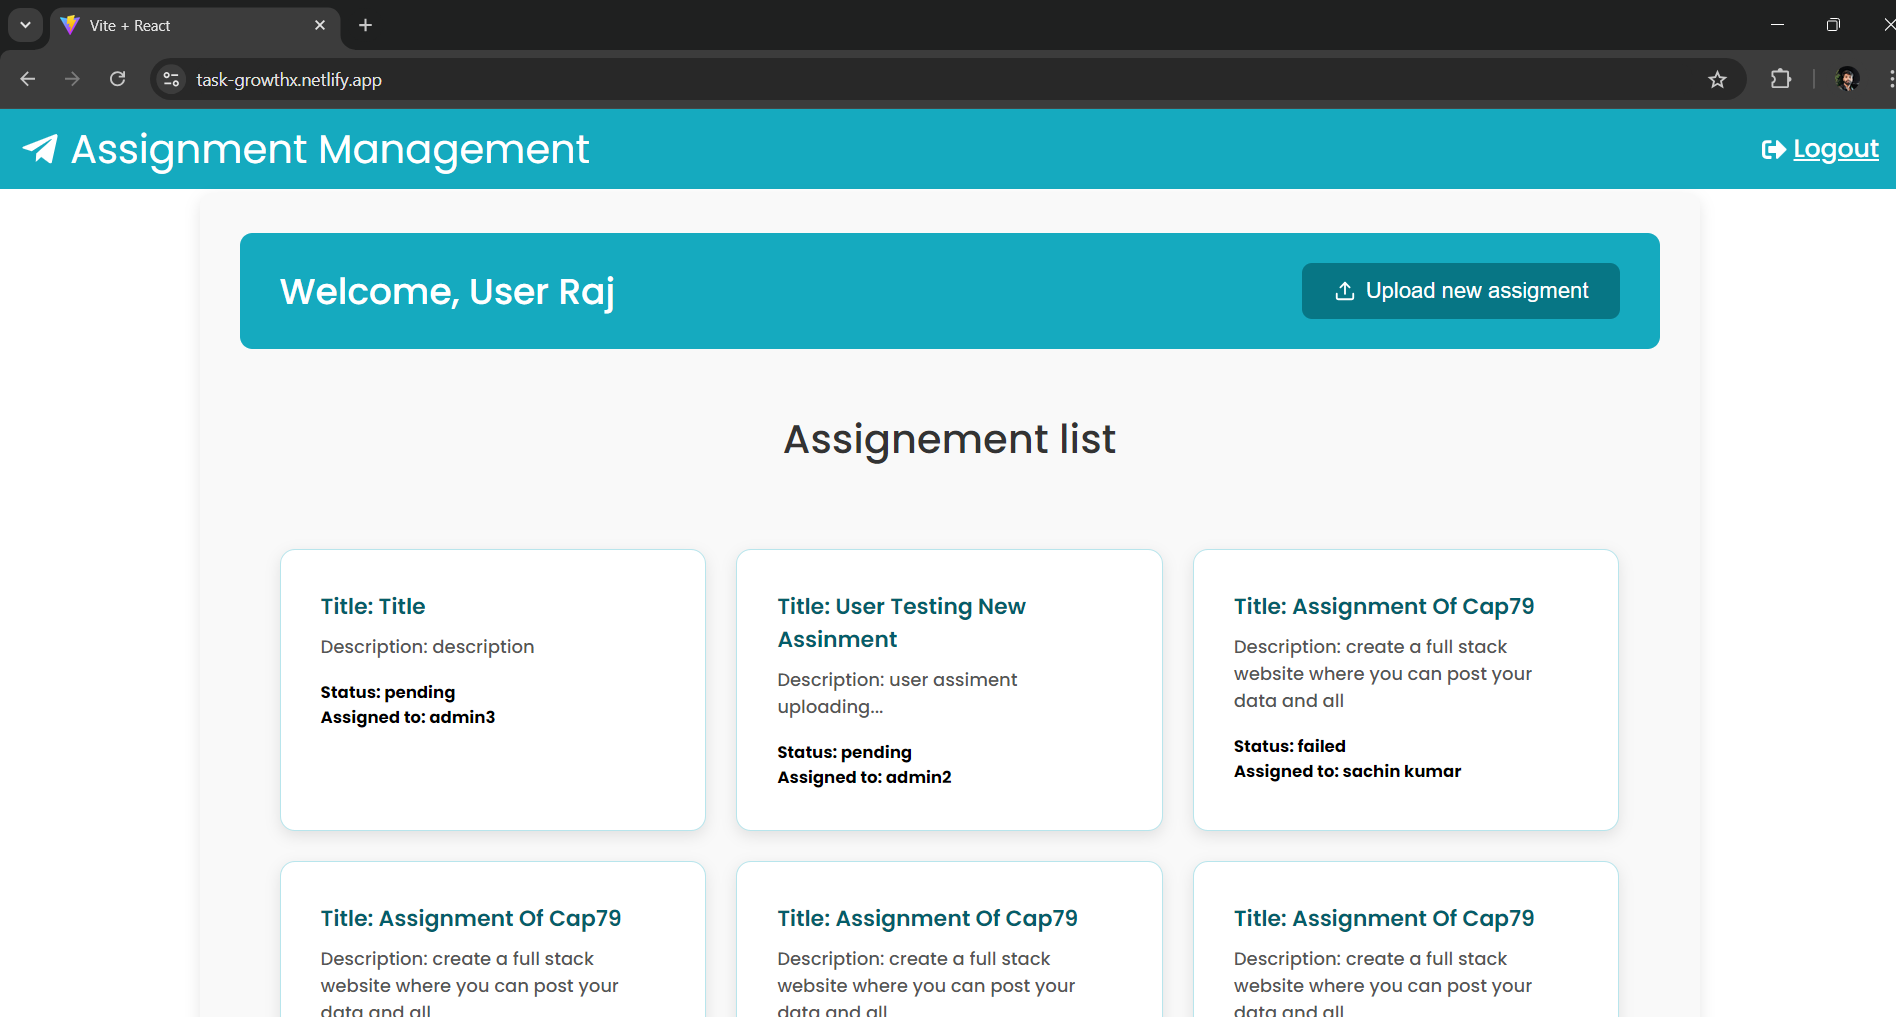 Vite + React
task-growthx.netlify.app
Assignment Management
Logout
Welcome, User Raj
Upload new assigment
Assignement list
Title: Title
Description: description
Status: pending
Assigned to: admin3
Title: User Testing New
Assinment
Description: user assiment
uploading...
Status: pending
Assigned to: admin2
Title: Assignment Of Cap79
Description: create a full stack
website where you can post your
data and all
Status: failed
Assigned to: sachin kumar
Title: Assignment Of Cap79
Description: create a full stack
website where you can post your
data and all
Title: Assignment Of Cap79
Description: create a full stack
website where you can post your
data and all
Title: Assignment Of Cap79
Description: create a full stack
website where you can post your
data and all